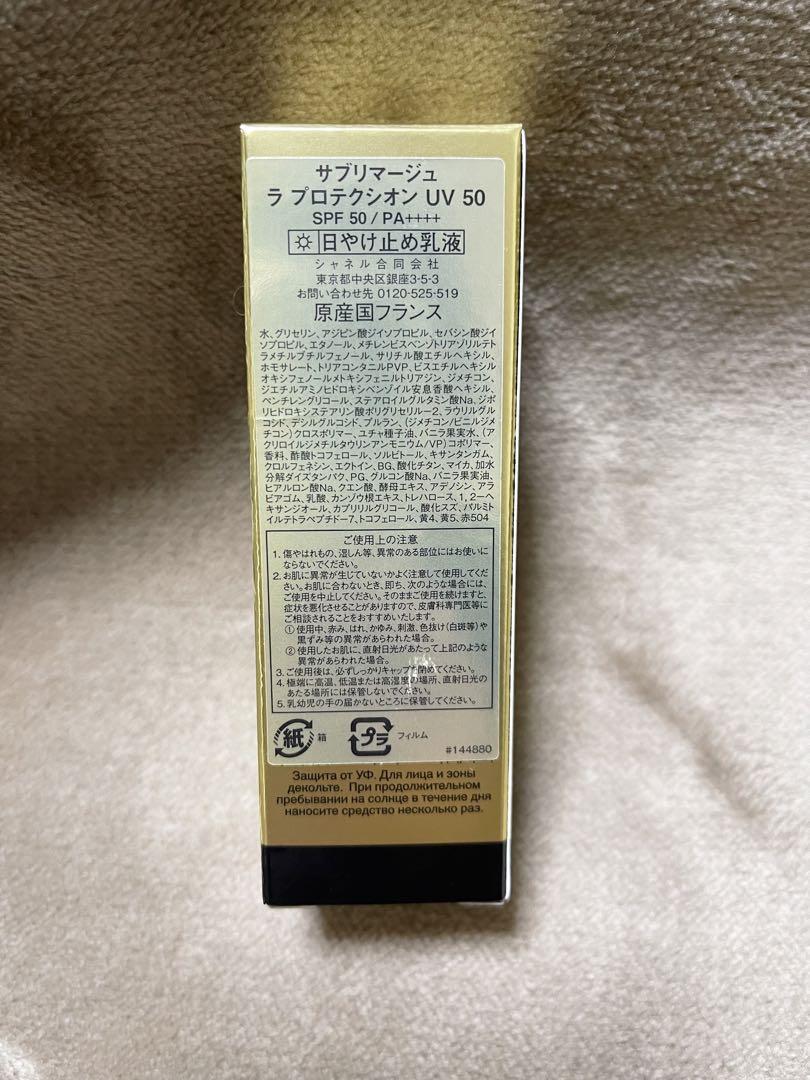 サブリマージュ
ラ プロテクシオン UV 50
SPF 50 / PA++++
日やけ止め乳液
シャネル合同会社
東京都中央区銀座3-5-3
お問い合わせ先 0120-525-519
原産国フランス
水、グリセリン、アジピン酸ジイソプロピル、セバシン酸ジイ
ソプロピル、エタノール、メチレンビスベンゾトリアゾリルテト
ラメチルブチルフェノール、サリチル酸エチルヘキシル、
ホモサレート、トリアコンタニルPVP、ビスエチルヘキシル
オキシフェノールメトキシフェニルトリアジン、ジメチコン、
ジエチルアミノヒドロキシベンゾイル安息香酸ヘキシル、
ペンチレングリコール、ステアロイルグルタミン酸Na、ジポ
リヒドロキシステアリン酸ポリグリセリル-2、ラウリルグル
コシド、デシルグルコシド、プルラン、(ジメチコン/ビニルジメ
チコン)クロスポリマー、ユチャ種子油、バニラ果実水、(ア
クリロイルジメチルタウリンアンモニウム/VP)コポリマー、
香料、酢酸トコフェロール、ソルビトール、キサンタンガム、
クロルフェネシン、エクトイン、BG、酸化チタン、マイカ、加水
分解ダイズタンパク、PG、グルコン酸Na、バニラ果実油、
ヒアルロン酸Na、クエン酸、酵母エキス、アデノシン、アラ
ビアゴム、乳酸、カンゾウ根エキス、トレハロース、1,2-ヘ
キサンジオール、カプリリルグリコール、酸化スズ、パルミト
イルテトラペプチド-7、トコフェロール、黄4、黄5、赤504
ご使用上の注意
1. 傷やはれもの、湿しん等、異常のある部位にはお使いに
ならないでください。
2. お肌に異常が生じていないかよく注意して使用してくだ
さい。お肌に合わないとき、即ち、次のような場合には、
ご使用を中止してください。そのままご使用を続けますと、
症状を悪化させることがありますので、皮膚科専門医等に
ご相談されることをおすすめいたします。
① 使用中、赤み、はれ、かゆみ、刺激、色抜け(白斑等)や
黒ずみ等の異常があらわれた場合。
② 使用したお肌に、直射日光があたって上記のような
異常があらわれた場合。
3. ご使用後は、必ずしっかりキャップを閉めてください。
4. 極端に高温、低温または高湿度の場所、直射日光の
あたる場所には保管しないでください。
5. 乳幼児の手の届かないところに保管してください。
紙 箱 プラ フィルム
#144880
Защита от УФ. Для лица и зоны
декольте. При продолжительном
пребывании на солнце в течение дня
наносите средство несколько раз.